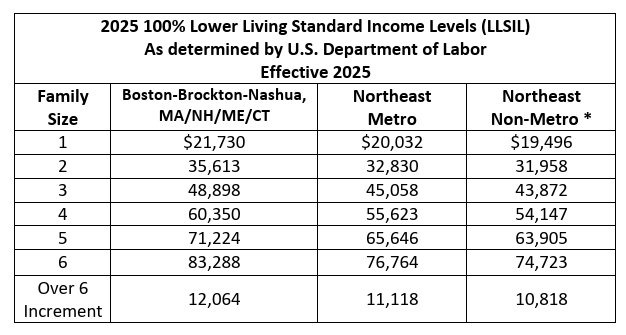 2025 100% Lower Living Standard Income Levels (LLSIL)
As determined by U.S. Department of Labor
Effective 2025
Family Size Boston-Brockton-Nashua, MA/NH/ME/CT Northeast Metro Northeast Non-Metro *
1 $21,730 $20,032 $19,496
2 35,613 32,830 31,958
3 48,898 45,058 43,872
4 60,350 55,623 54,147
5 71,224 65,646 63,905
6 83,288 76,764 74,723
Over 6 Increment 12,064 11,118 10,818